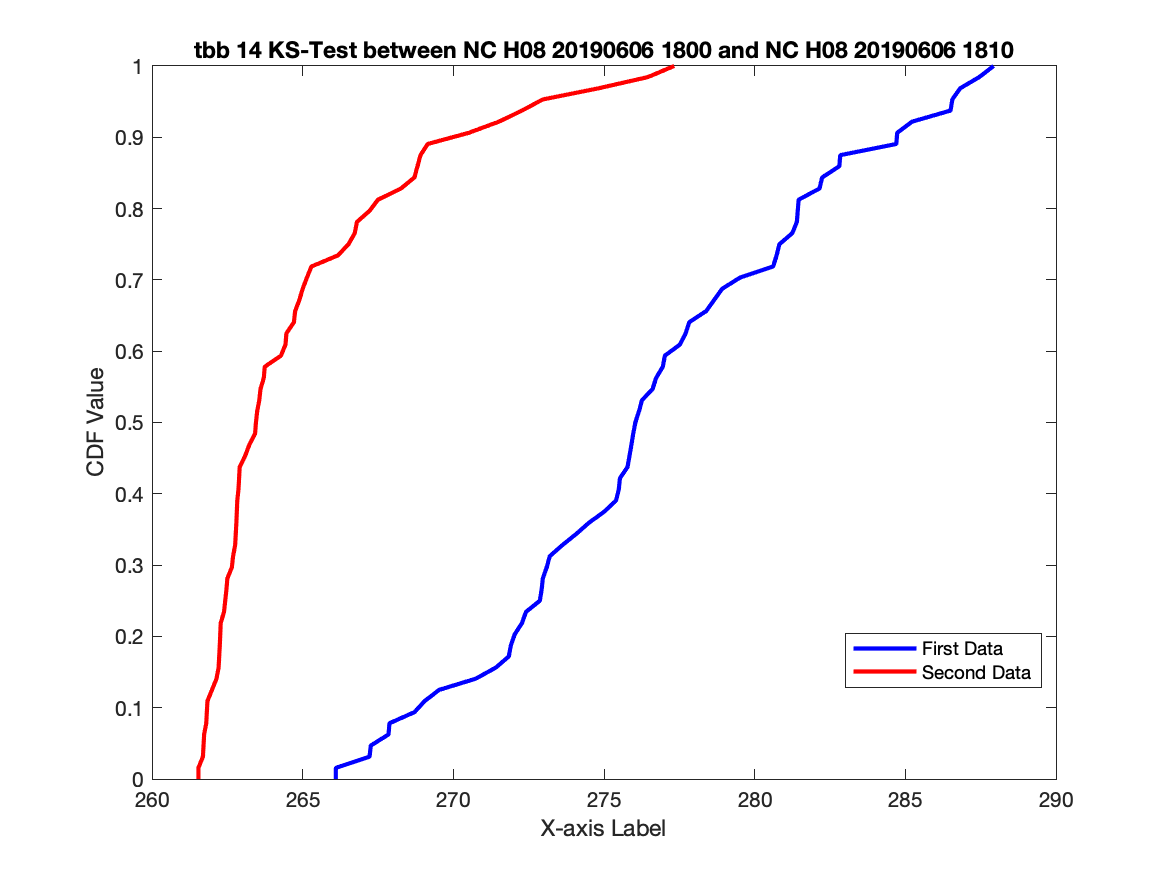 tbb 14 KS-Test between NC H08 20190606 1800 and NC H08 20190606 1810
1
0.9
0.8
0.7
0.6
0.5
0.4
0.3
0.2
0.1
0
CDF Value
First Data
Second Data
260 265 270 275 280 285 290
X-axis Label